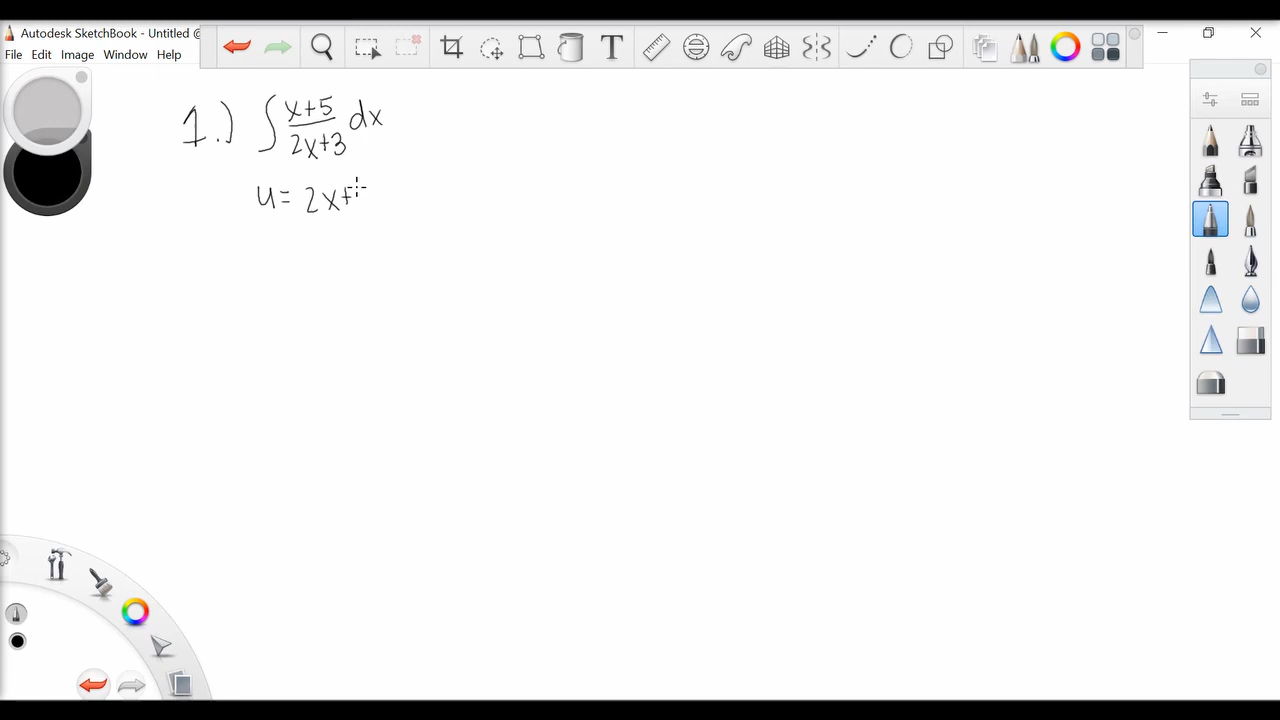 Autodesk SketchBook - Untitled @
File Edit Image Window Help
T
1.) ∫ x+5/2x+3 dx
u= 2x+